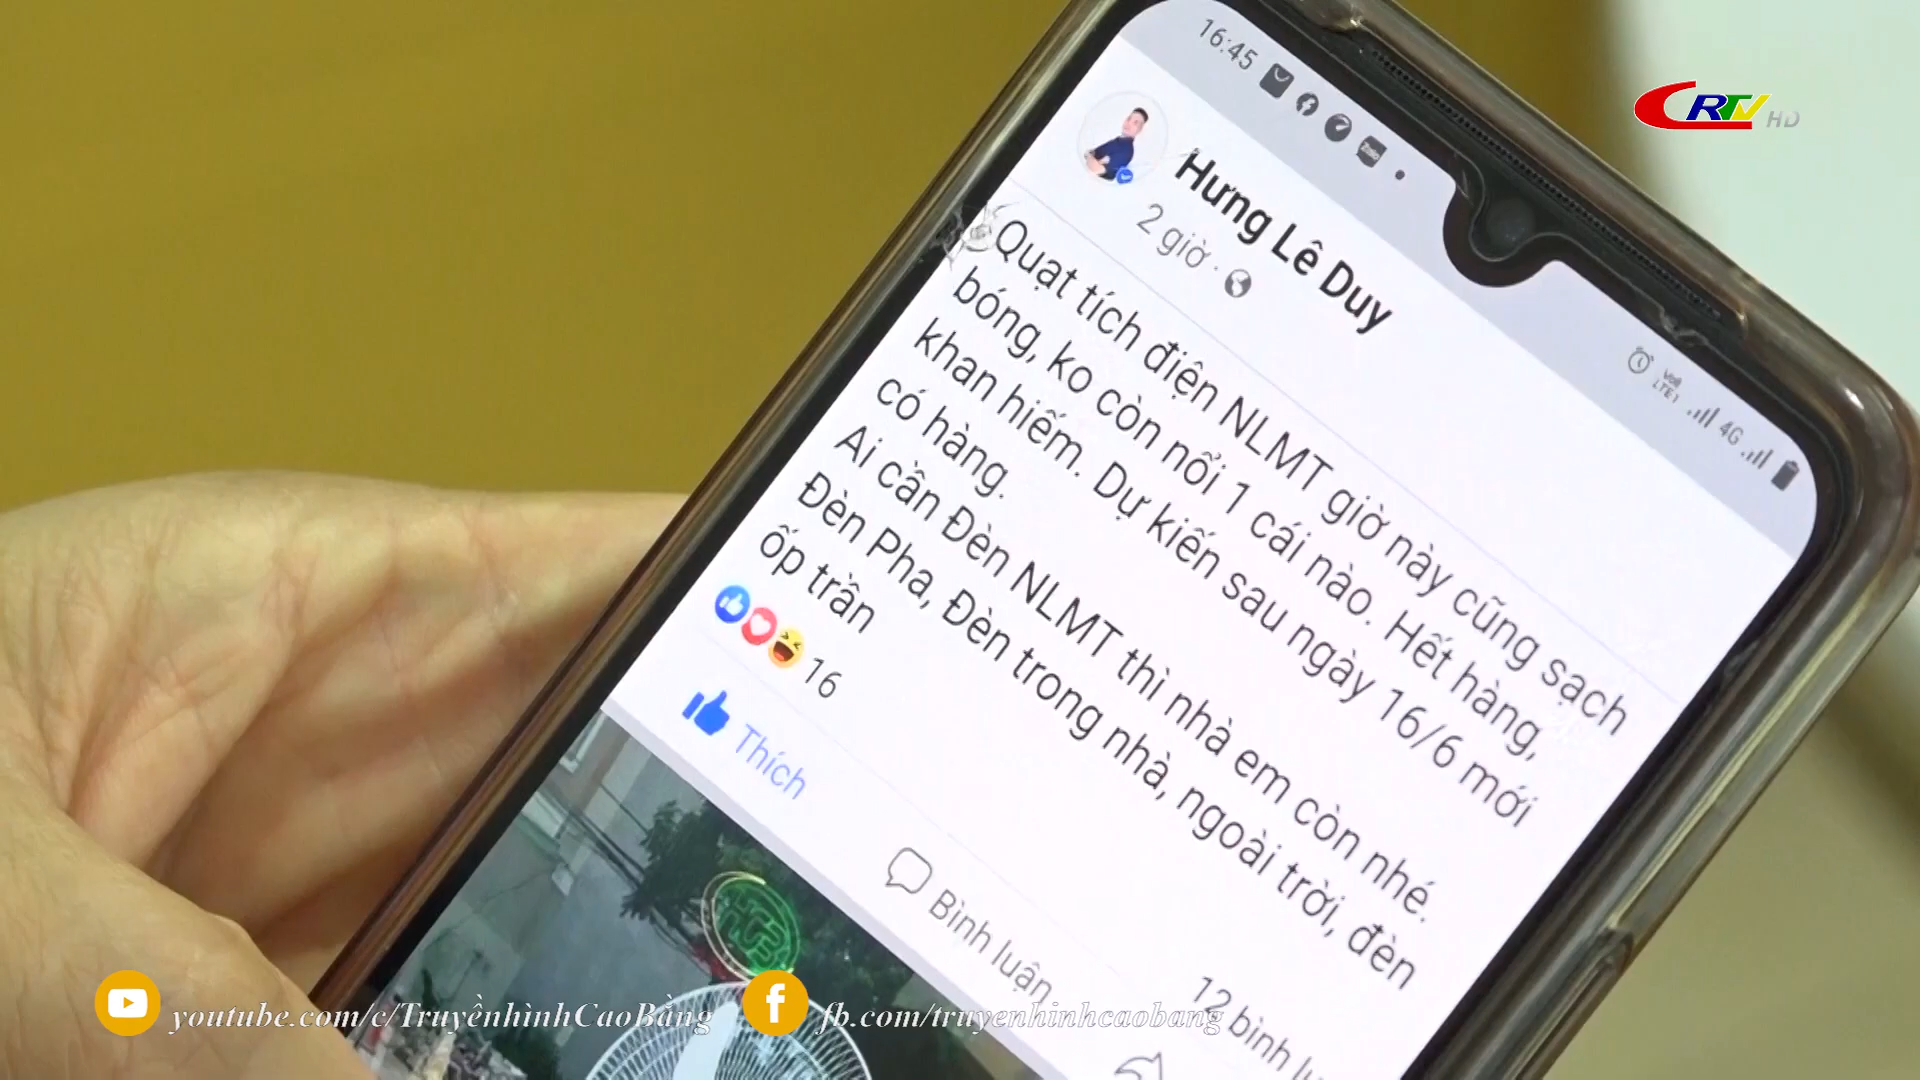 16:45
Zalo
CRTV HD
Hưng Lê Duy
2 giờ ·
Vo)) LTE1
4G
Quạt tích điện NLMT giờ này cũng sạch
bóng, ko còn nổi 1 cái nào. Hết hàng,
khan hiếm. Dự kiến sau ngày 16/6 mới
có hàng.
Ai cần Đèn NLMT thì nhà em còn nhé.
Đèn Pha, Đèn trong nhà, ngoài trời, đèn
ốp trần
16
12 bình
Thích
Bình luận
youtube.com/c/TruyềnhìnhCaoBằng
fb.com/truyenhinhcaobang